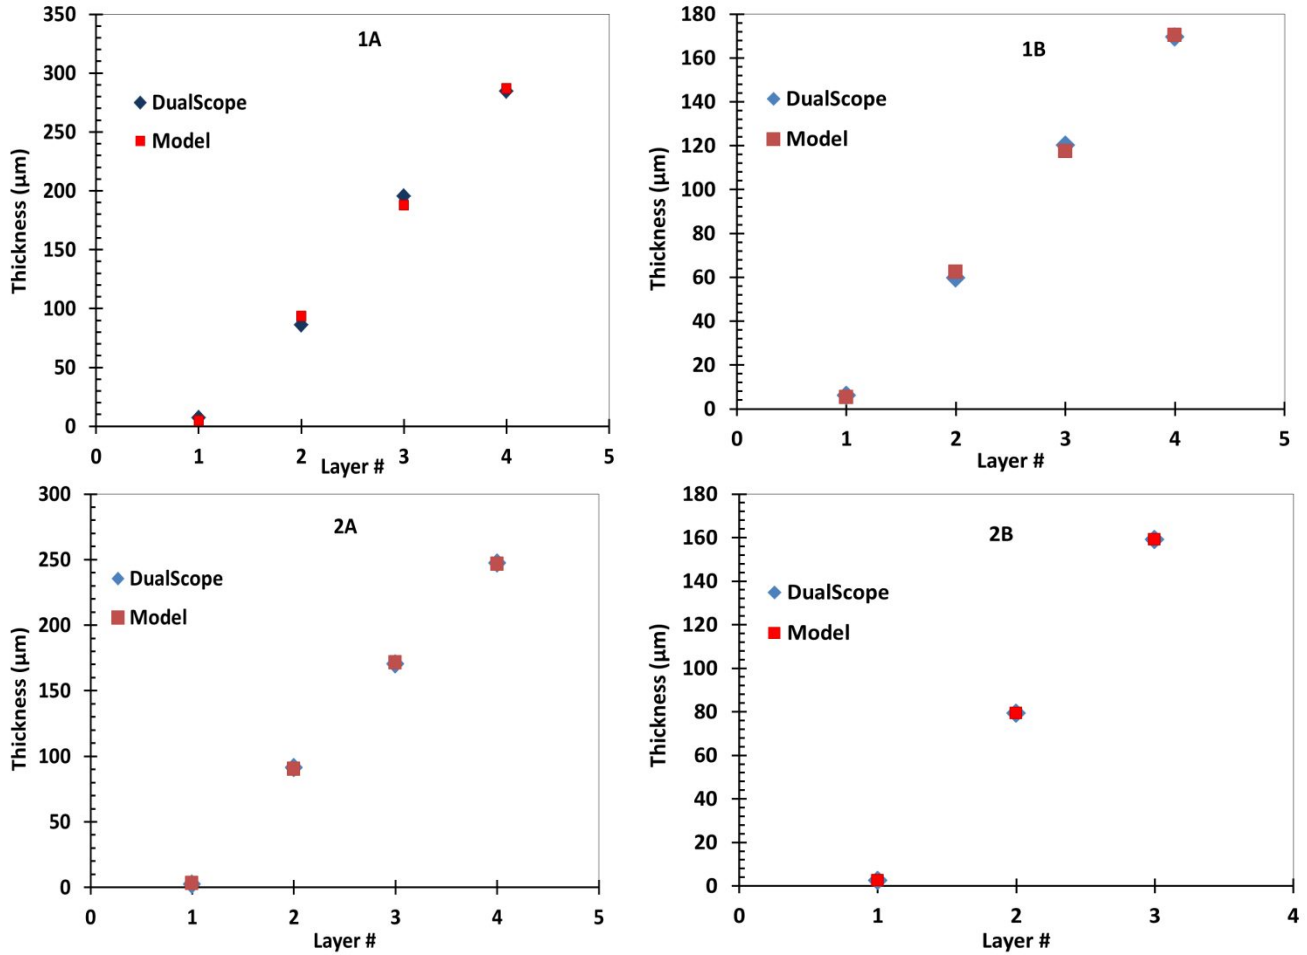 1A
DualScope
Model
Thickness (µm)
350
300
250
200
150
100
50
0
0 1 2 3 4 5
Layer #
1B
DualScope
Model
Thickness (µm)
180
160
140
120
100
80
60
40
20
0
0 1 2 3 4 5
Layer #
2A
DualScope
Model
Thickness (µm)
300
250
200
150
100
50
0
0 1 2 3 4 5
Layer #
2B
DualScope
Model
Thickness (µm)
180
160
140
120
100
80
60
40
20
0
0 1 2 3 4
Layer #